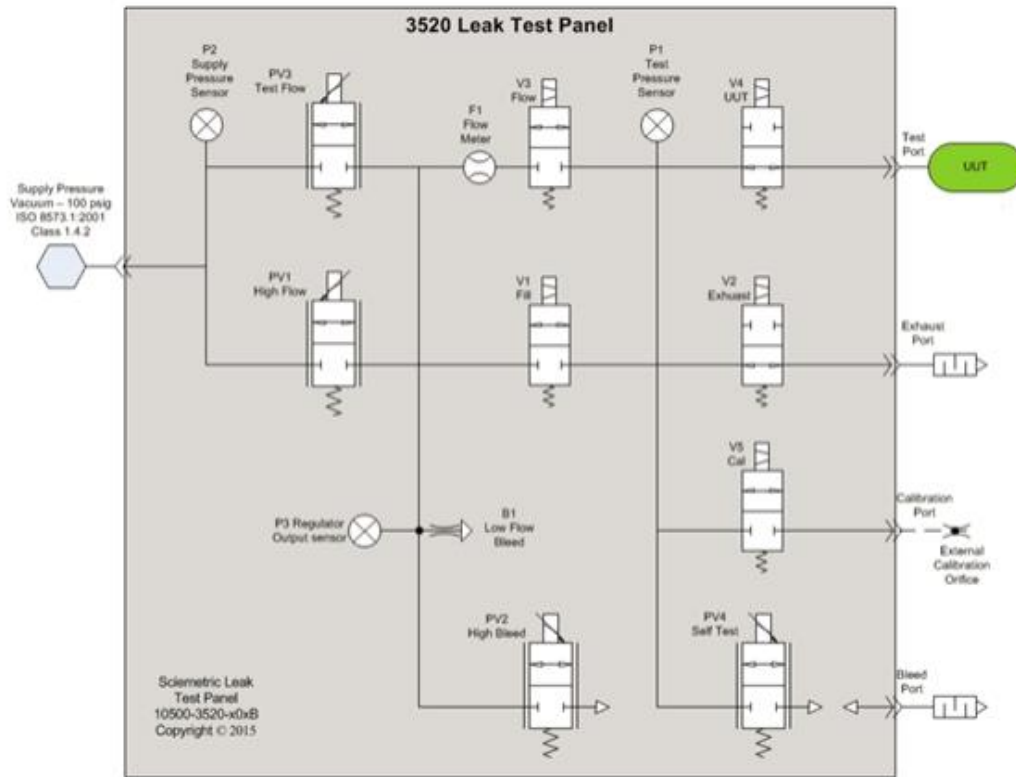 3520 Leak Test Panel
P2
Supply
Pressure
Sensor
PV3
Test Flow
F1
Flow
Meter
V3
Flow
P1
Test
Pressure
Sensor
V4
UUT
Test
Port
UUT
Supply Pressure
Vacuum – 100 psig
ISO 8573.1:2001
Class 1.4.2
PV1
High Flow
V1
Fill
V2
Exhuast
Exhaust
Port
V5
Cal
P3 Regulator
Output sensor
B1
Low Flow
Bleed
Calibration
Port
External
Calibration
Orifice
PV2
High Bleed
PV4
Self Test
Bleed
Port
Sciemetric Leak
Test Panel
10500-3520-x0xB
Copyright © 2015